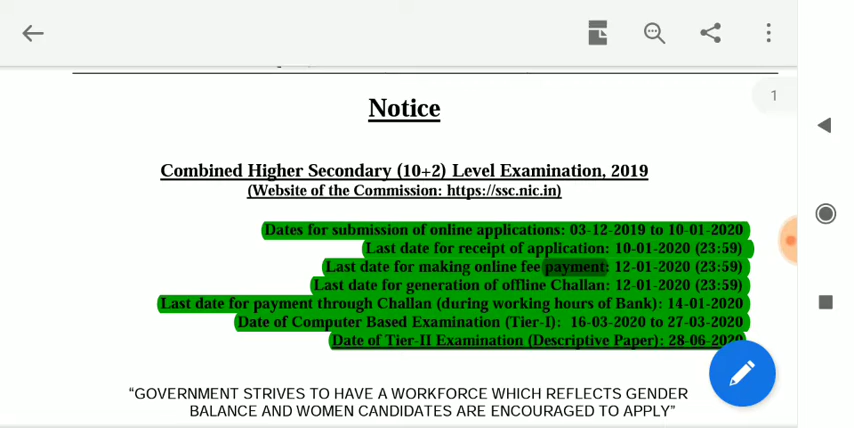 1
Notice
Combined Higher Secondary (10+2) Level Examination, 2019
(Website of the Commission: https://ssc.nic.in)
Dates for submission of online applications: 03-12-2019 to 10-01-2020
Last date for receipt of application: 10-01-2020 (23:59)
Last date for making online fee payment: 12-01-2020 (23:59)
Last date for generation of offline Challan: 12-01-2020 (23:59)
Last date for payment through Challan (during working hours of Bank): 14-01-2020
Date of Computer Based Examination (Tier-I): 16-03-2020 to 27-03-2020
Date of Tier-II Examination (Descriptive Paper): 28-06-2020
“GOVERNMENT STRIVES TO HAVE A WORKFORCE WHICH REFLECTS GENDER
BALANCE AND WOMEN CANDIDATES ARE ENCOURAGED TO APPLY”